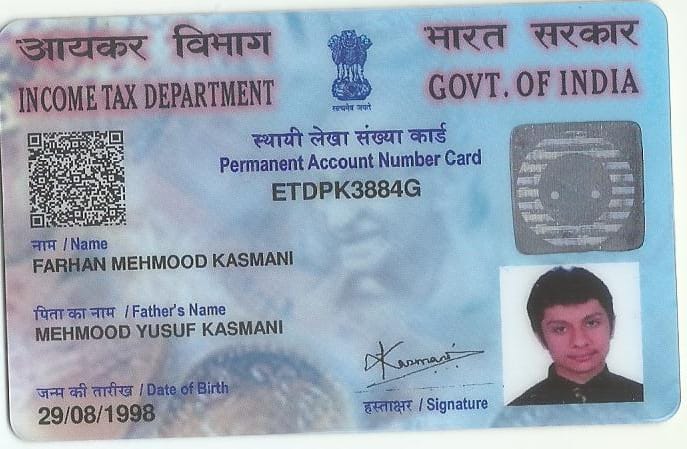 आयकर विभाग
INCOME TAX DEPARTMENT
सत्यमेव जयते
भारत सरकार
GOVT. OF INDIA
स्थायी लेखा संख्या कार्ड
Permanent Account Number Card
ETDPK3884G
नाम / Name
FARHAN MEHMOOD KASMANI
पिता का नाम / Father's Name
MEHMOOD YUSUF KASMANI
जन्म की तारीख / Date of Birth
29/08/1998
Kasmani
हस्ताक्षर / Signature